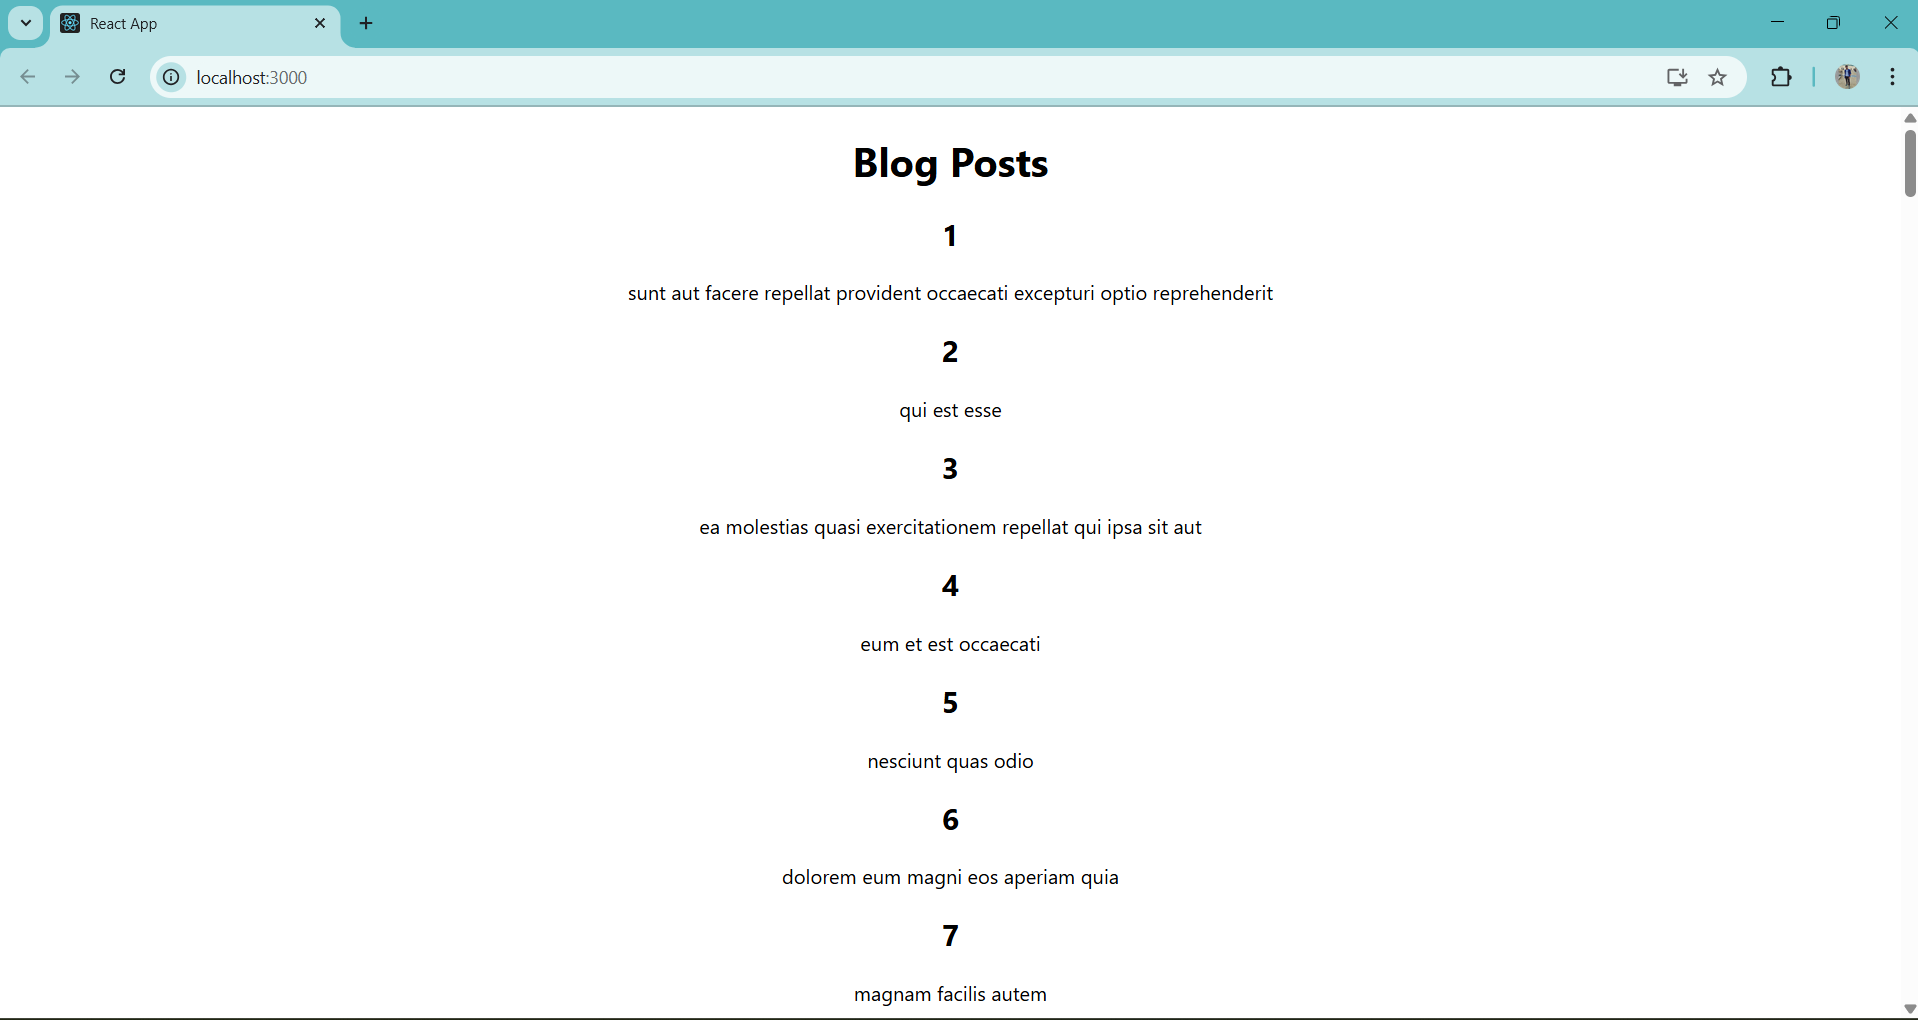 React App
localhost:3000
Blog Posts
1
sunt aut facere repellat provident occaecati excepturi optio reprehenderit
2
qui est esse
3
ea molestias quasi exercitationem repellat qui ipsa sit aut
4
eum et est occaecati
5
nesciunt quas odio
6
dolorem eum magni eos aperiam quia
7
magnam facilis autem